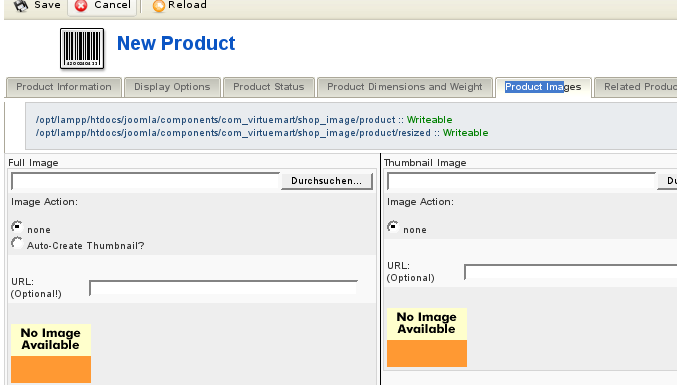 Save Cancel Reload
New Product
Product Information Display Options Product Status Product Dimensions and Weight Product Images Related Produc
/opt/lampp/htdocs/joomla/components/com_virtuemart/shop_image/product :: Writeable
/opt/lampp/htdocs/joomla/components/com_virtuemart/shop_image/product/resized :: Writeable
Full Image Thumbnail Image
Durchsuchen... Du
Image Action: Image Action:
none none
Auto-Create Thumbnail?
URL: URL:
(Optional!) (Optional)
No Image No Image
Available Available